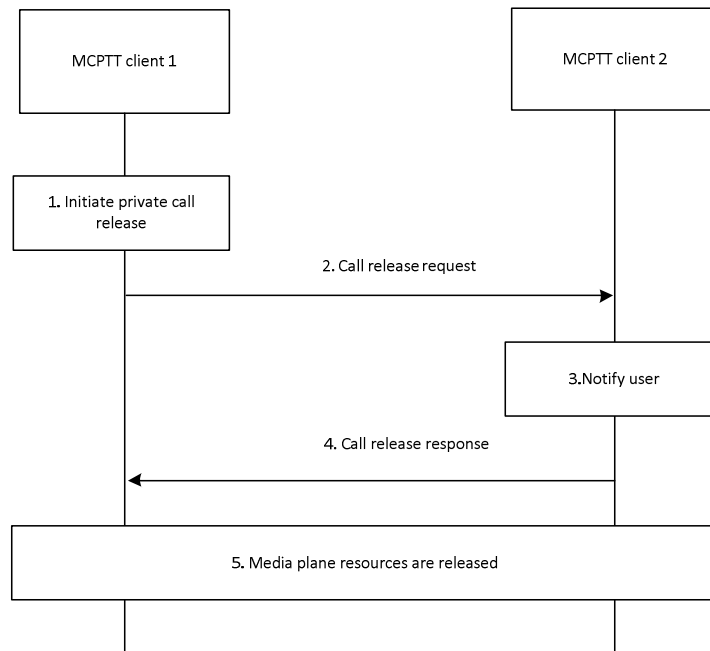 MCPTT client 1
MCPTT client 2
1. Initiate private call
release
2. Call release request
3.Notify user
4. Call release response
5. Media plane resources are released